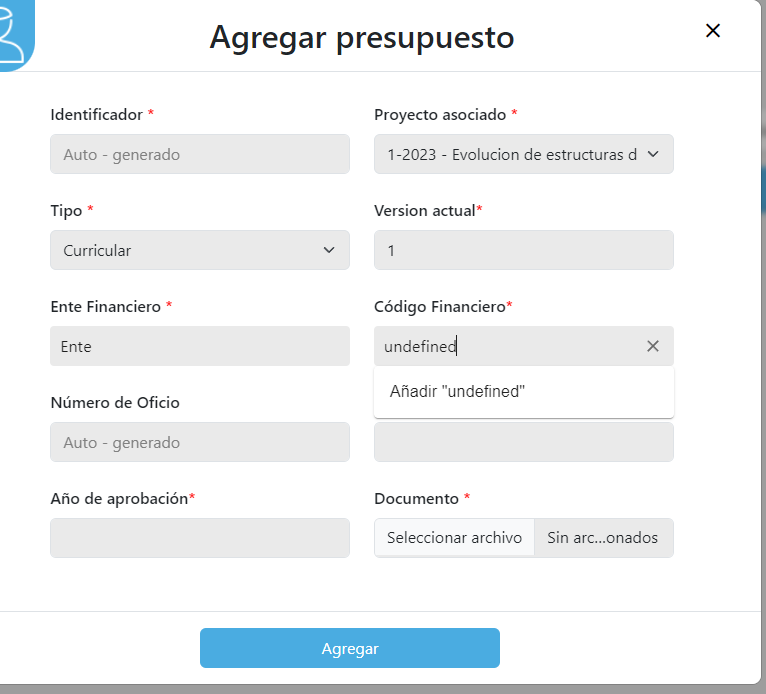 Agregar presupuesto
Identificador *
Proyecto asociado *
Auto - generado
1-2023 - Evolucion de estructuras d
Tipo *
Version actual*
Curricular
1
Ente Financiero *
Código Financiero*
Ente
undefined
Añadir "undefined"
Número de Oficio
Auto - generado
Año de aprobación*
Documento *
Seleccionar archivo
Sin arc...onados
Agregar